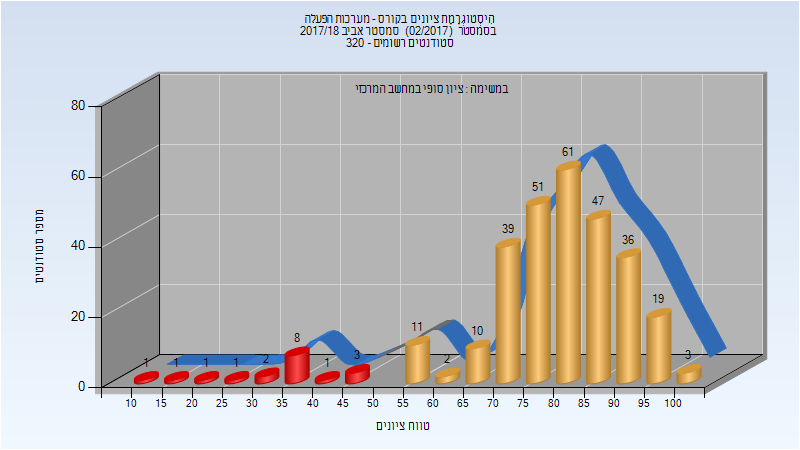 היסטוגרמת ציונים בקורס - מערכות הפעלה
בסמסטר (02/2017) סמסטר אביב 2017/18
סטודנטים רשומים - 320
במשימה : ציון סופי במחשב המרכזי
מספר סטודנטים
80
60
40
20
0
1 1 1 1 2 8 1 3 11 2 10 39 51 61 47 36 19 3
10 15 20 25 30 35 40 45 50 55 60 65 70 75 80 85 90 95 100
טווח ציונים